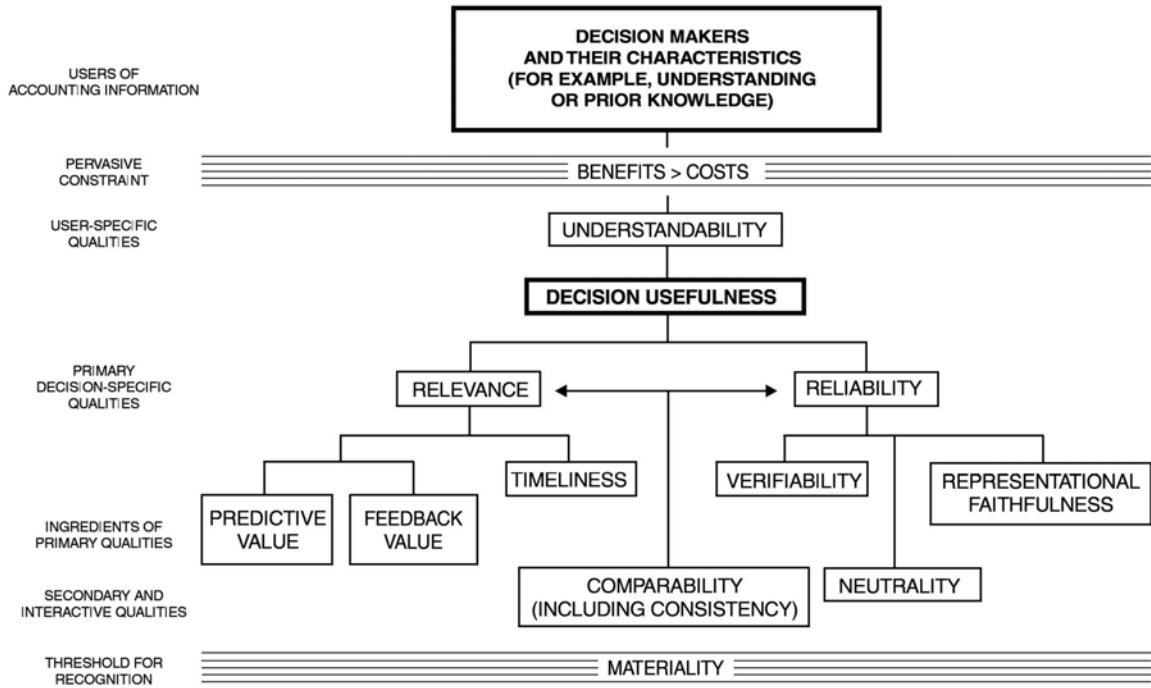 DECISION MAKERS
AND THEIR CHARACTERISTICS
(FOR EXAMPLE, UNDERSTANDING
OR PRIOR KNOWLEDGE)
USERS OF
ACCOUNTING INFORMATION
PERVASIVE
CONSTRAINT
BENEFITS > COSTS
USER-SPECIFIC
QUALITIES
UNDERSTANDABILITY
DECISION USEFULNESS
PRIMARY
DECISION-SPECIFIC
QUALITIES
RELEVANCE
RELIABILITY
TIMELINESS
VERIFIABILITY
REPRESENTATIONAL
FAITHFULNESS
INGREDIENTS OF
PRIMARY QUALITIES
PREDICTIVE
VALUE
FEEDBACK
VALUE
SECONDARY AND
INTERACTIVE QUALITIES
COMPARABILITY
(INCLUDING CONSISTENCY)
NEUTRALITY
THRESHOLD FOR
RECOGNITION
MATERIALITY